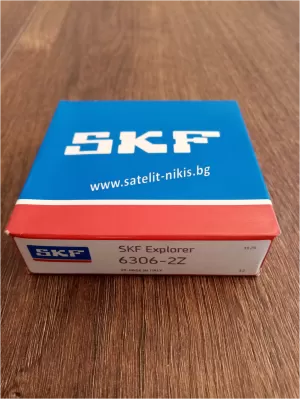 SKF
www.satelit-nikis.bg
SKF
SKF Explorer
6306-2Z